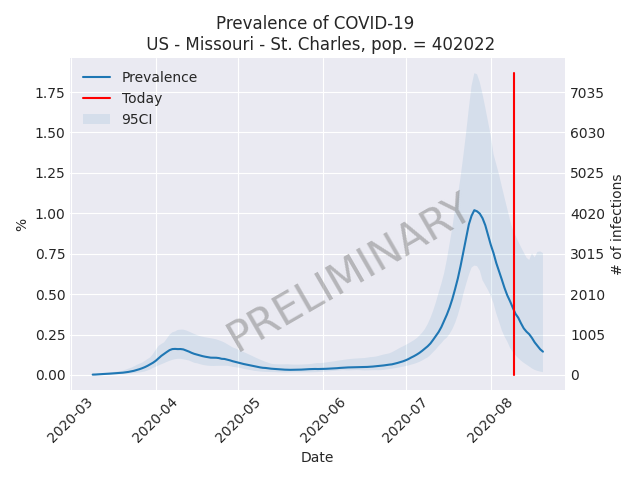 Prevalence of COVID-19
US - Missouri - St. Charles, pop. = 402022
Prevalence
Today
95CI
PRELIMINARY
%
1.75
1.50
1.25
1.00
0.75
0.50
0.25
0.00
7035
6030
5025
4020
3015
2010
1005
0
# of infections
2020-03
2020-04
2020-05
2020-06
2020-07
2020-08
Date